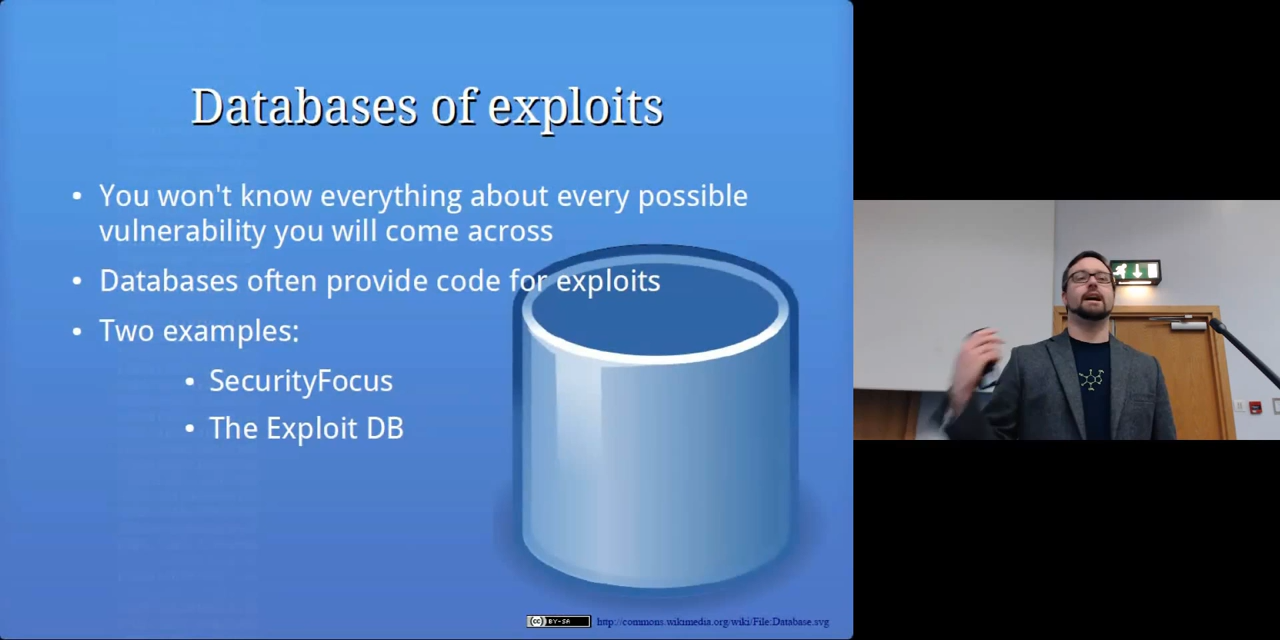 Databases of exploits
• You won't know everything about every possible
vulnerability you will come across
• Databases often provide code for exploits
• Two examples:
• SecurityFocus
• The Exploit DB
cc BY-SA http://commons.wikimedia.org/wiki/File:Database.svg